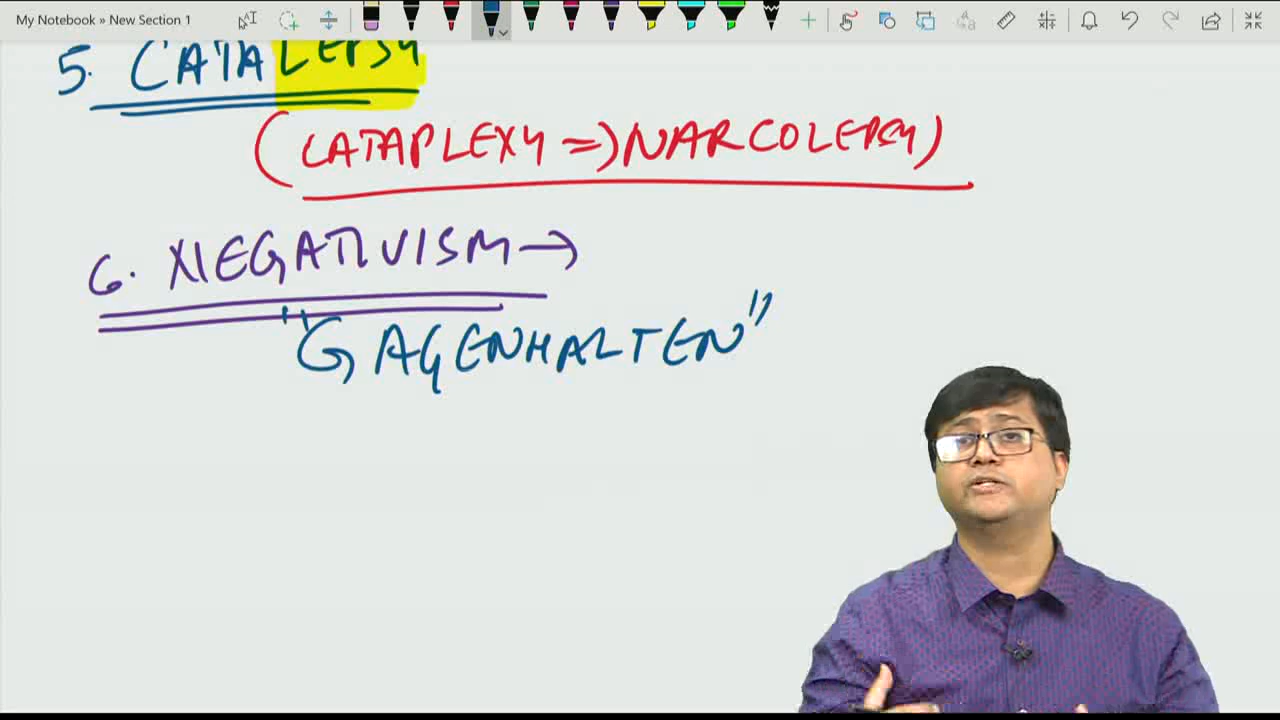 My Notebook » New Section 1
5. CATALEPSY
(CATAPLEXY => NARCOLEPSY)
6. NEGATIVISM →
"GAGENHALTEN"